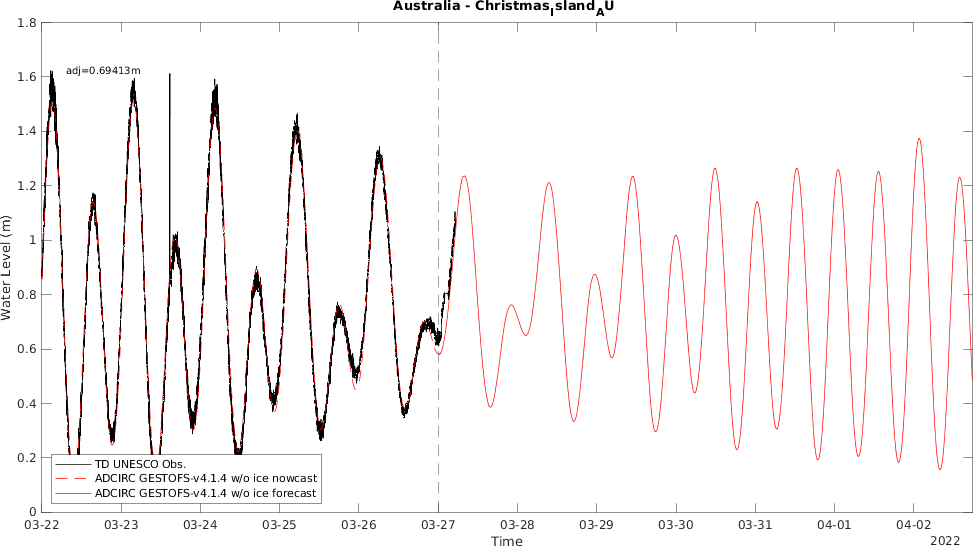 Australia - Christmas_Island_AU
adj=0.69413m
1.8
1.6
1.4
1.2
1
0.8
0.6
0.4
0.2
0
Water Level (m)
TD UNESCO Obs.
ADCIRC GESTOFS-v4.1.4 w/o ice nowcast
ADCIRC GESTOFS-v4.1.4 w/o ice forecast
03-22 03-23 03-24 03-25 03-26 03-27 03-28 03-29 03-30 03-31 04-01 04-02
Time
2022